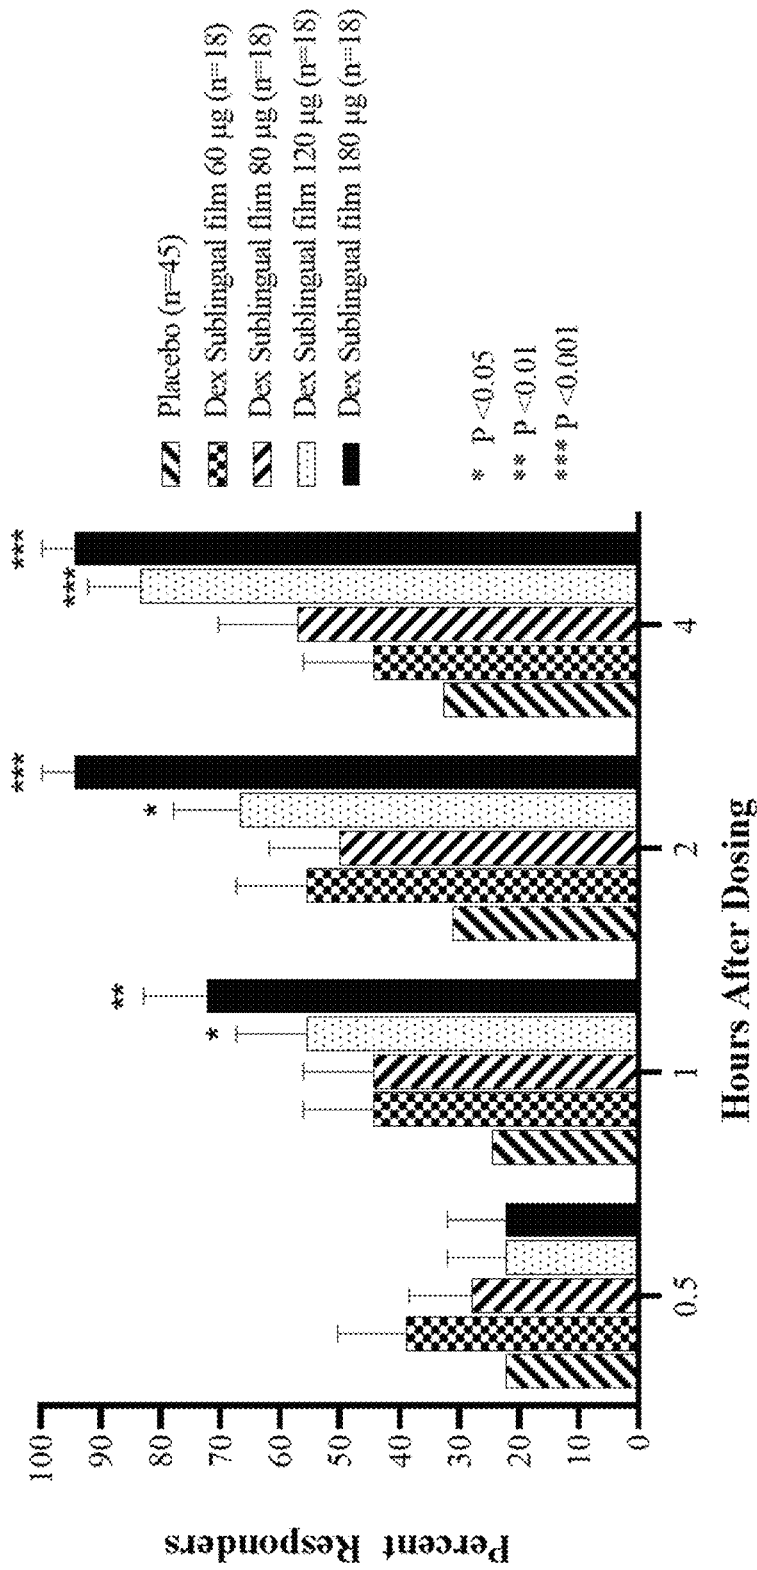 Percent Responders
100
90
80
70
60
50
40
30
20
10
0
***
***
***
*
**
*
0.5
1
2
4
Hours After Dosing
Placebo (n=45)
Dex Sublingual film 60 µg (n=18)
Dex Sublingual film 80 µg (n=18)
Dex Sublingual film 120 µg (n=18)
Dex Sublingual film 180 µg (n=18)
* P <0.05
** P <0.01
*** P <0.001